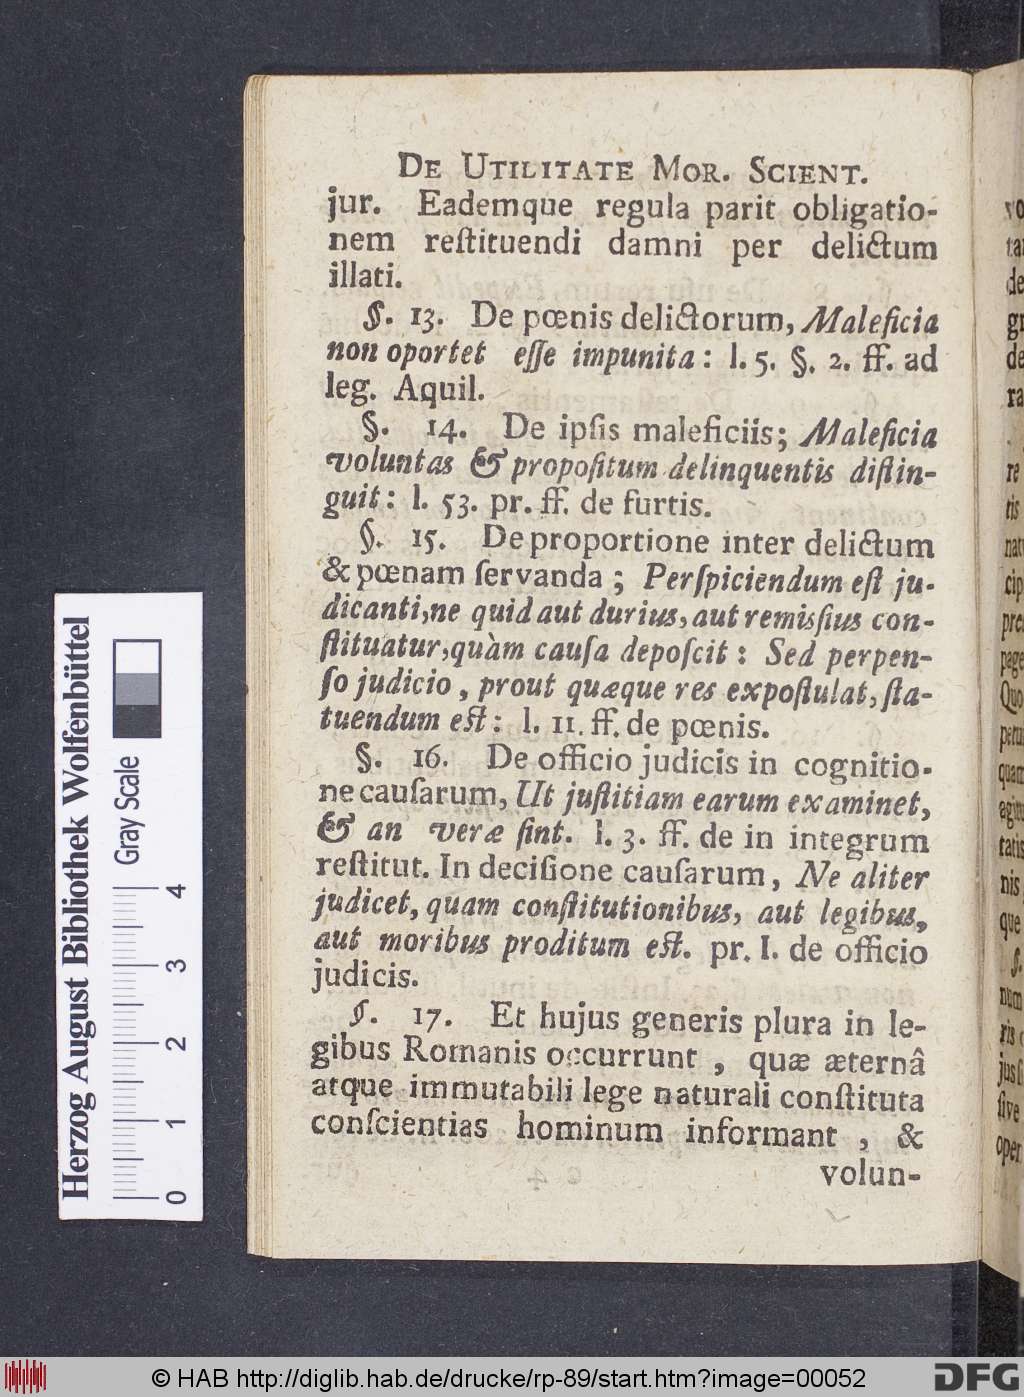 DE UTILITATE MOR. SCIENT.
jur. Eademque regula parit obligatio-
nem reſtituendi damni per delictum
illati.
§. 13. De pœnis delictorum, Maleficia
non oportet eſſe impunita: l. 5. §. 2. ff. ad
leg. Aquil.
§. 14. De ipſis maleficiis; Maleficia
voluntas & propoſitum delinquentis diſtin-
guit: l. 53. pr. ff. de furtis.
§. 15. De proportione inter delictum
& pœnam ſervanda; Perſpiciendum eſt ju-
dicanti, ne quid aut durius, aut remiſſius con-
ſtituatur, quàm cauſa depoſcit: Sed perpen-
ſo judicio, prout quæque res expoſtulat, ſta-
tuendum eſt: l. 11. ff. de pœnis.
§. 16. De officio judicis in cognitio-
ne cauſarum, Ut juſtitiam earum examinet,
& an veræ ſint. l. 3. ff. de in integrum
reſtitut. In deciſione cauſarum, Ne aliter
judicet, quam conſtitutionibus, aut legibus,
aut moribus proditum eſt. pr. I. de officio
judicis.
§. 17. Et hujus generis plura in le-
gibus Romanis occurrunt, quæ æternâ
atque immutabili lege naturali conſtituta
conſcientias hominum informant, &
volun-
Herzog August Bibliothek Wolfenbüttel
Gray Scale
0 1 2 3 4
© HAB http://diglib.hab.de/drucke/rp-89/start.htm?image=00052
DFG